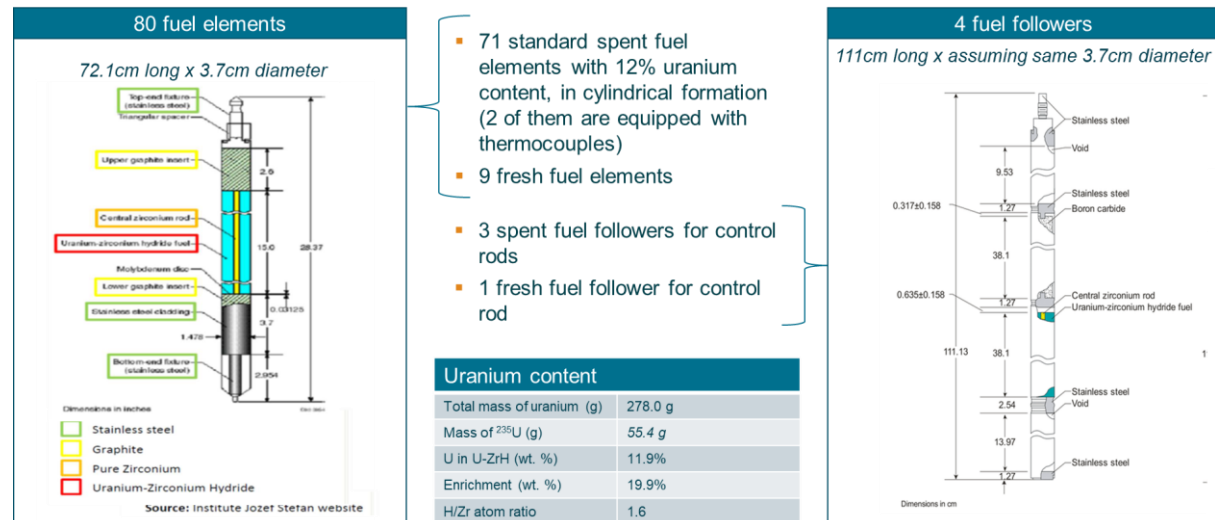 80 fuel elements
72.1cm long x 3.7cm diameter
Top-end fixture
(stainless steel)
Triangular spacer
Upper graphite insert
2.6
Central zirconium rod
Uranium-zirconium hydride fuel
15.0
28.37
Molybdenum disc
Lower graphite insert
0.03125
Stainless steel cladding
3.7
1.478
Bottom-end fixture
(stainless steel)
2.954
Dimensions in inches
Stainless steel
Graphite
Pure Zirconium
Uranium-Zirconium Hydride
Source: Institute Jozef Stefan website
▪ 71 standard spent fuel
elements with 12% uranium
content, in cylindrical formation
(2 of them are equipped with
thermocouples)
▪ 9 fresh fuel elements
▪ 3 spent fuel followers for control
rods
▪ 1 fresh fuel follower for control
rod
Uranium content
Total mass of uranium (g) 278.0 g
Mass of ²³⁵U (g) 55.4 g
U in U-ZrH (wt. %) 11.9%
Enrichment (wt. %) 19.9%
H/Zr atom ratio 1.6
4 fuel followers
111cm long x assuming same 3.7cm diameter
Stainless steel
Void
9.53
Stainless steel
0.317±0.158
1.27
Boron carbide
38.1
Central zirconium rod
1.27
Uranium-zirconium hydride fuel
0.635±0.158
111.13
38.1
Stainless steel
2.54
Void
13.97
Stainless steel
1.27
Dimensions in cm